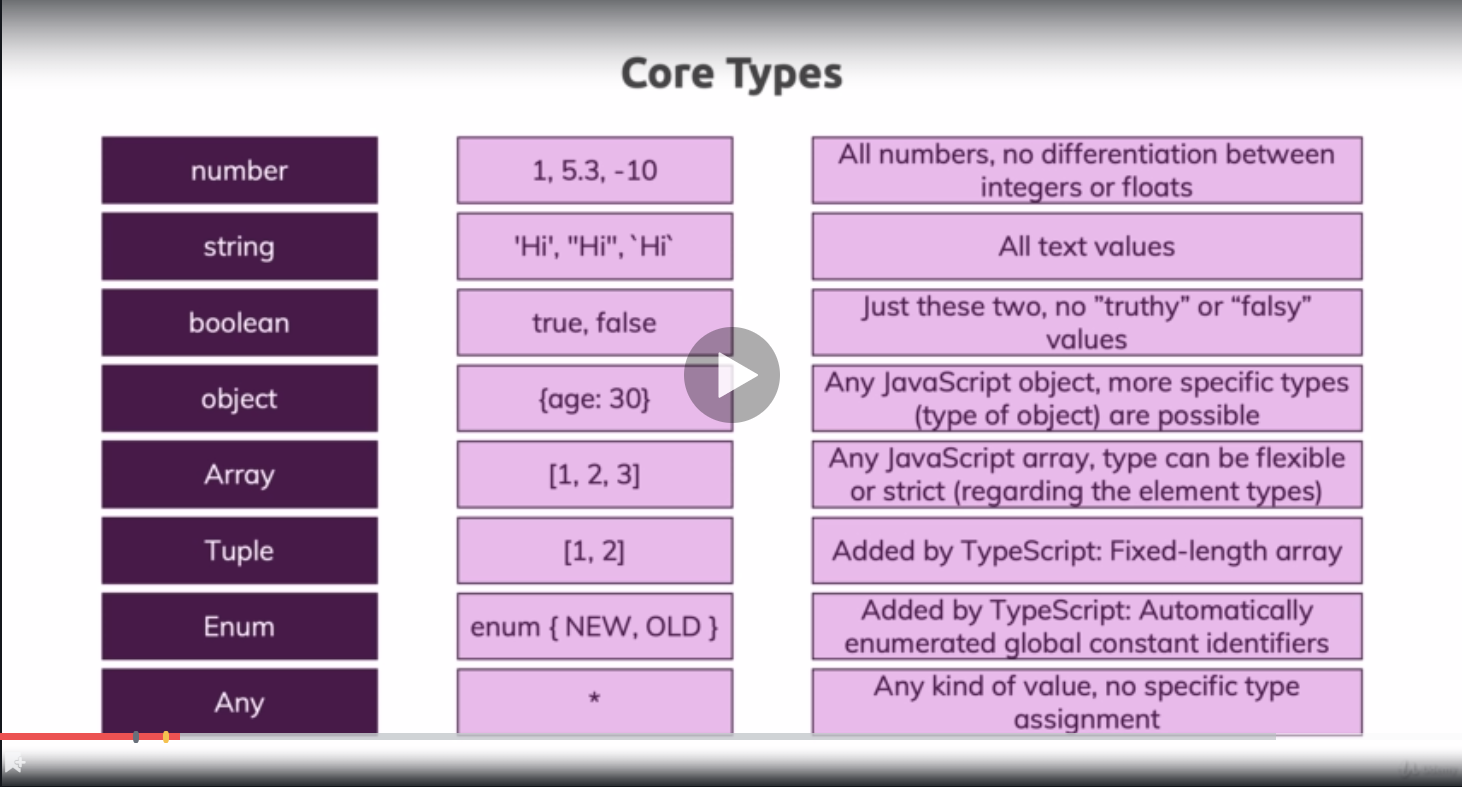 Core Types
number
1, 5.3, -10
All numbers, no differentiation between
integers or floats
string
'Hi', "Hi", `Hi`
All text values
boolean
true, false
Just these two, no ”truthy” or “falsy”
values
object
{age: 30}
Any JavaScript object, more specific types
(type of object) are possible
Array
[1, 2, 3]
Any JavaScript array, type can be flexible
or strict (regarding the element types)
Tuple
[1, 2]
Added by TypeScript: Fixed-length array
Enum
enum { NEW, OLD }
Added by TypeScript: Automatically
enumerated global constant identifiers
Any
*
Any kind of value, no specific type
assignment